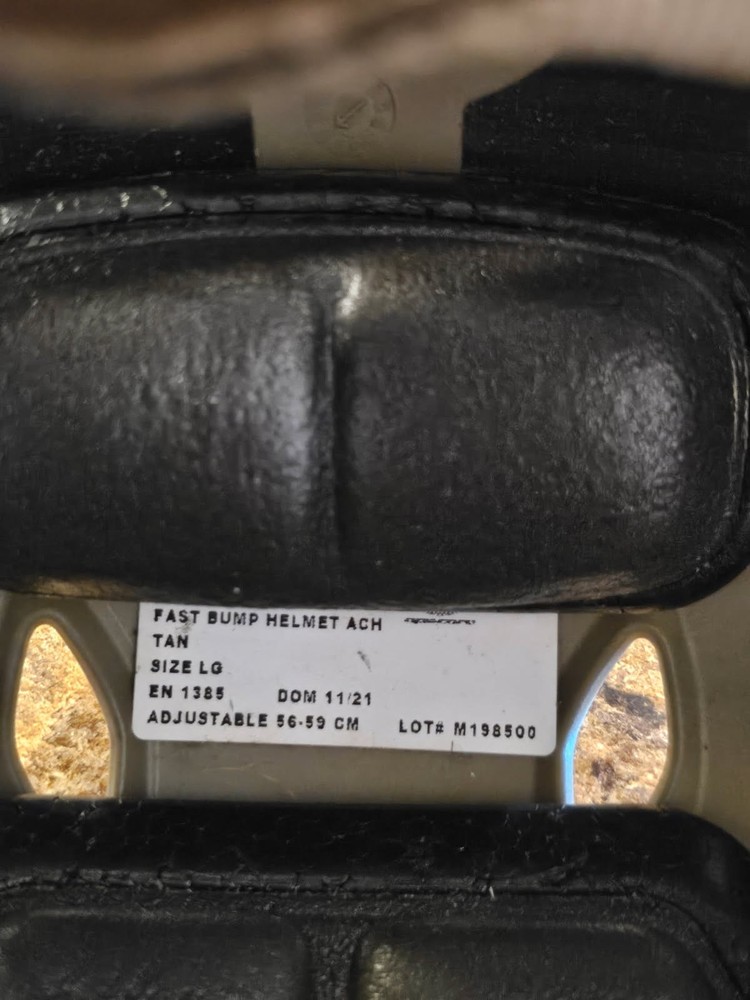 FAST BUMP HELMET ACH
TAN
SIZE LG
EN 1385 DOM 11/21
ADJUSTABLE 56-59 CM LOT# M198500